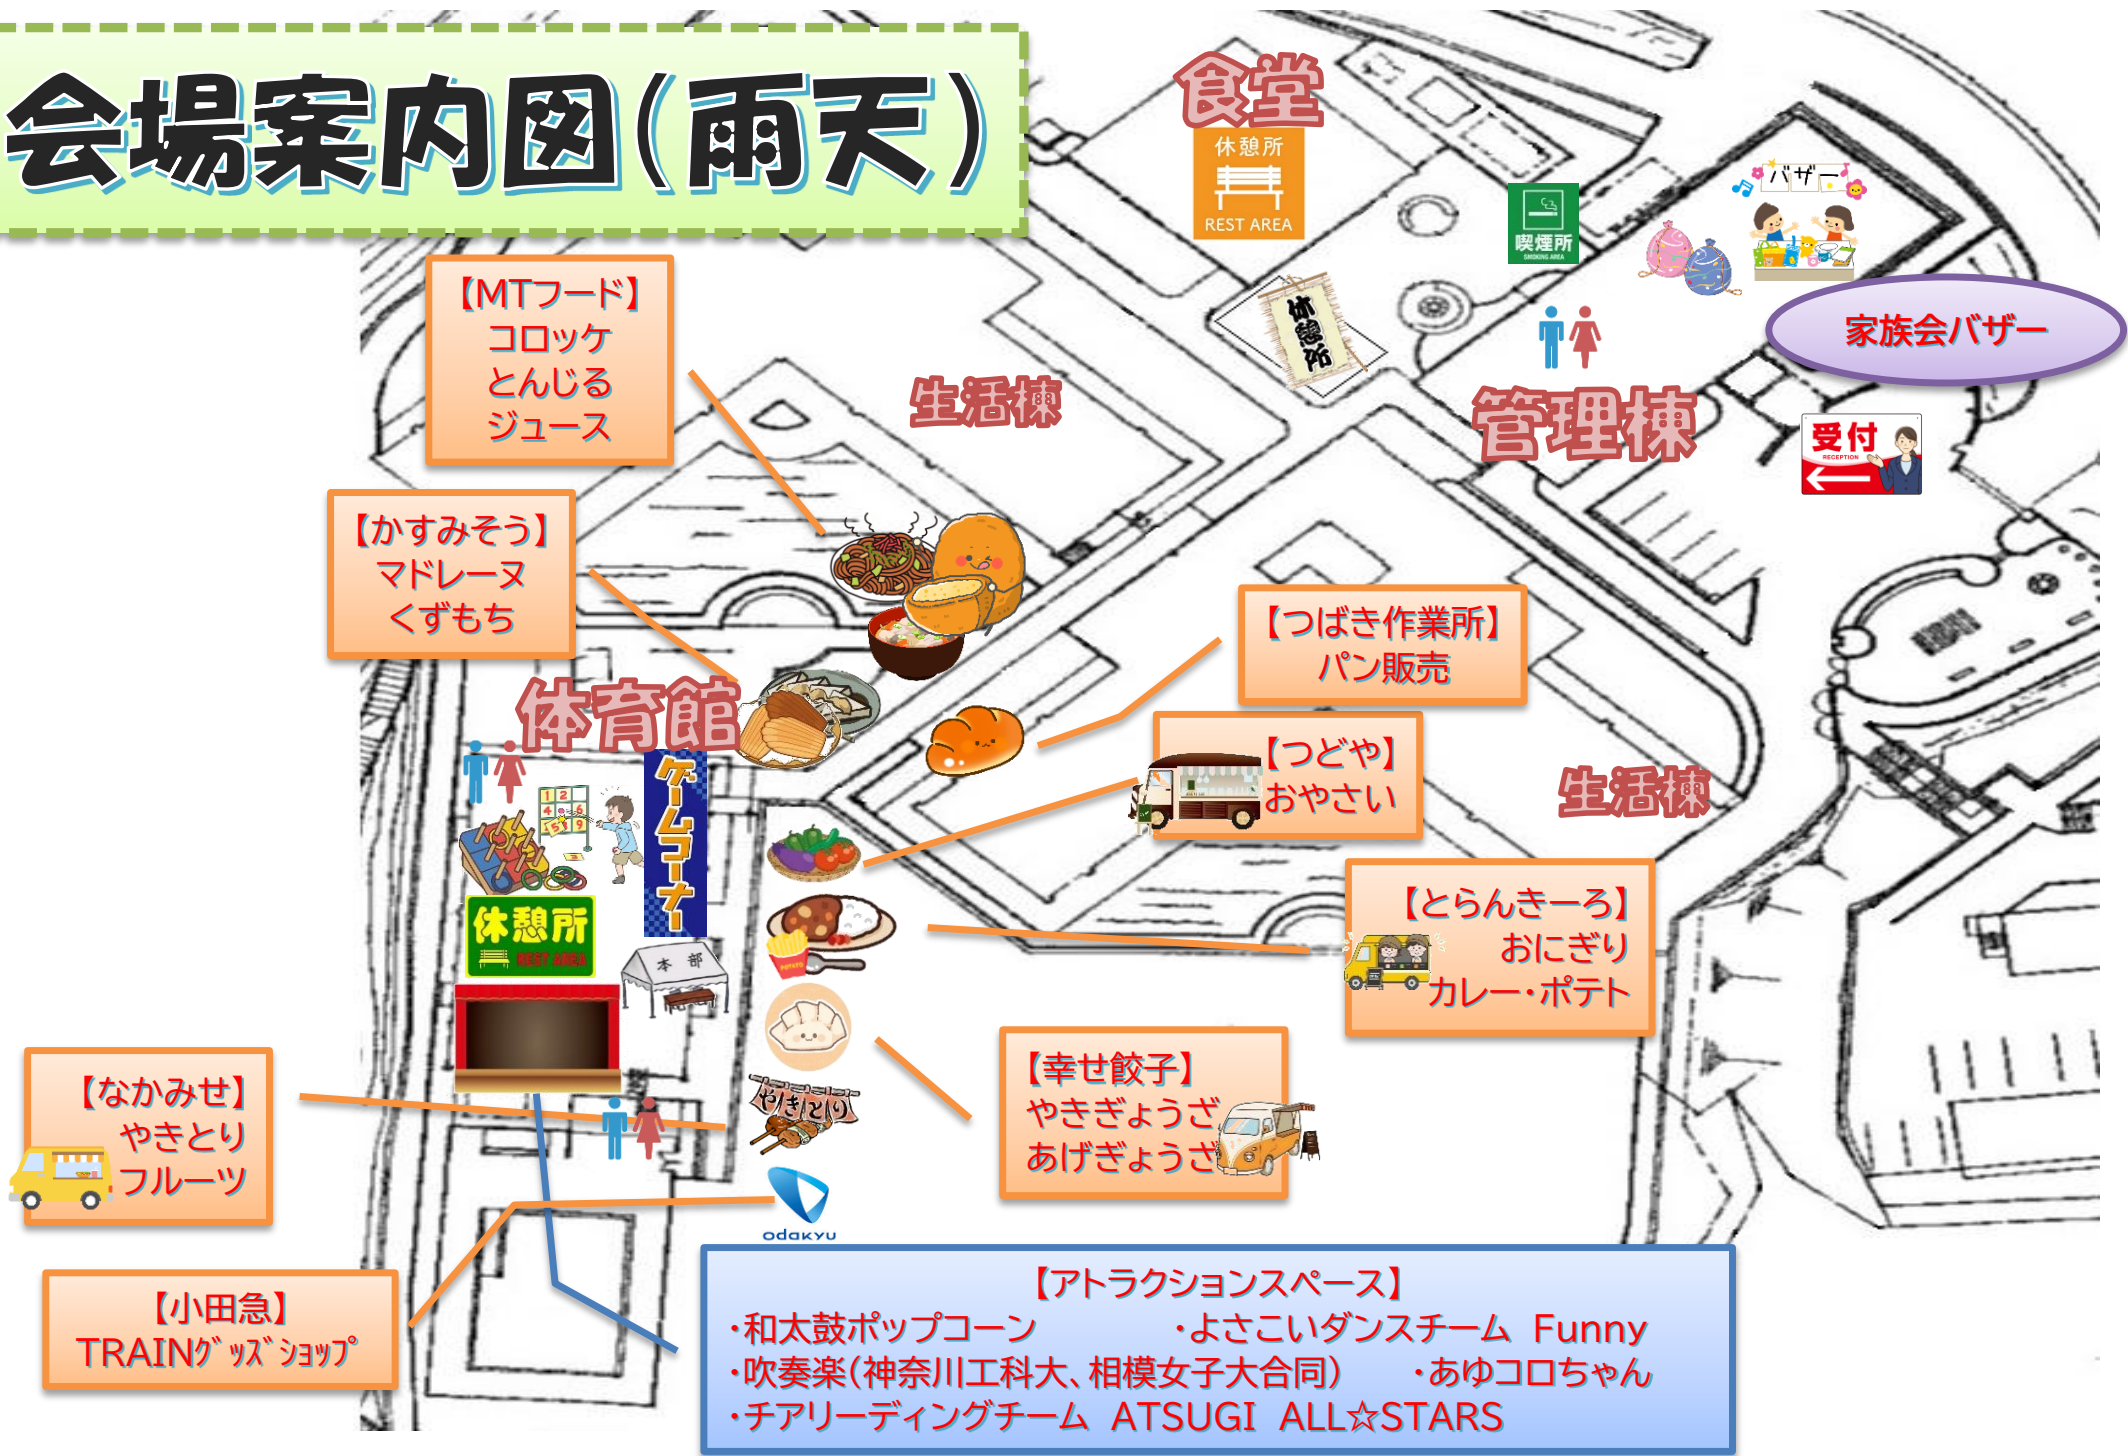 会場案内図(雨天)
食堂
休憩所
REST AREA
喫煙所
SMOKING AREA
バザー
家族会バザー
休憩所
管理棟
受付
RECEPTION
【MTフード】
コロッケ
とんじる
ジュース
生活棟
【かすみそう】
マドレーヌ
くずもち
体育館
【つばき作業所】
パン販売
【つどや】
おやさい
生活棟
ゲームコーナー
休憩所
REST AREA
本部
POTATO
【とらんきーろ】
おにぎり
カレー・ポテト
【幸せ餃子】
やきぎょうざ
あげぎょうざ
【なかみせ】
やきとり
フルーツ
やきとり
odakyu
【小田急】
TRAINグッズショップ
【アトラクションスペース】
・和太鼓ポップコーン ・よさこいダンスチーム Funny
・吹奏楽(神奈川工科大、相模女子大合同) ・あゆコロちゃん
・チアリーディングチーム ATSUGI ALL☆STARS